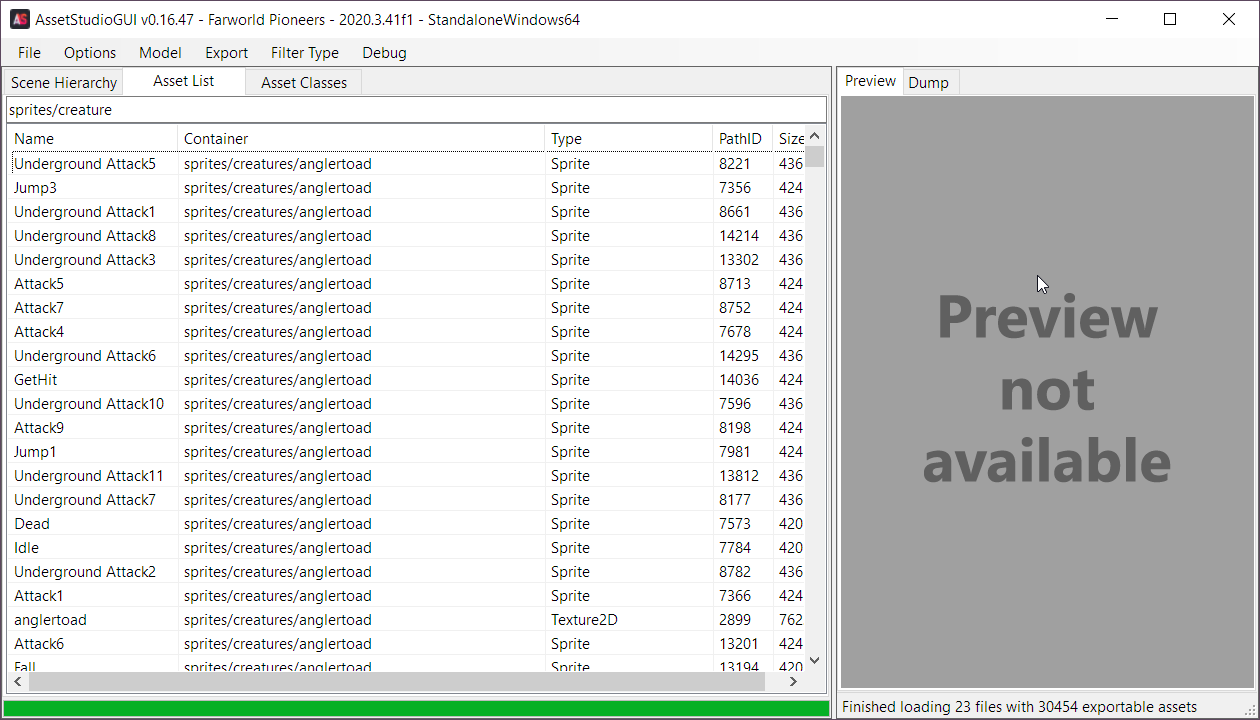 AS AssetStudioGUI v0.16.47 - Farworld Pioneers - 2020.3.41f1 - StandaloneWindows64
File Options Model Export Filter Type Debug
Scene Hierarchy Asset List Asset Classes
sprites/creature
Name Container Type PathID Size
Underground Attack5 sprites/creatures/anglertoad Sprite 8221 436
Jump3 sprites/creatures/anglertoad Sprite 7356 424
Underground Attack1 sprites/creatures/anglertoad Sprite 8661 436
Underground Attack8 sprites/creatures/anglertoad Sprite 14214 436
Underground Attack3 sprites/creatures/anglertoad Sprite 13302 436
Attack5 sprites/creatures/anglertoad Sprite 8713 424
Attack7 sprites/creatures/anglertoad Sprite 8752 424
Attack4 sprites/creatures/anglertoad Sprite 7678 424
Underground Attack6 sprites/creatures/anglertoad Sprite 14295 436
GetHit sprites/creatures/anglertoad Sprite 14036 424
Underground Attack10 sprites/creatures/anglertoad Sprite 7596 436
Attack9 sprites/creatures/anglertoad Sprite 8198 424
Jump1 sprites/creatures/anglertoad Sprite 7981 424
Underground Attack11 sprites/creatures/anglertoad Sprite 13812 436
Underground Attack7 sprites/creatures/anglertoad Sprite 8177 436
Dead sprites/creatures/anglertoad Sprite 7573 420
Idle sprites/creatures/anglertoad Sprite 7784 420
Underground Attack2 sprites/creatures/anglertoad Sprite 8782 436
Attack1 sprites/creatures/anglertoad Sprite 7366 424
anglertoad sprites/creatures/anglertoad Texture2D 2899 762
Attack6 sprites/creatures/anglertoad Sprite 13201 424
Fall sprites/creatures/anglertoad Sprite 13194 420
Preview Dump
Preview
not
available
Finished loading 23 files with 30454 exportable assets